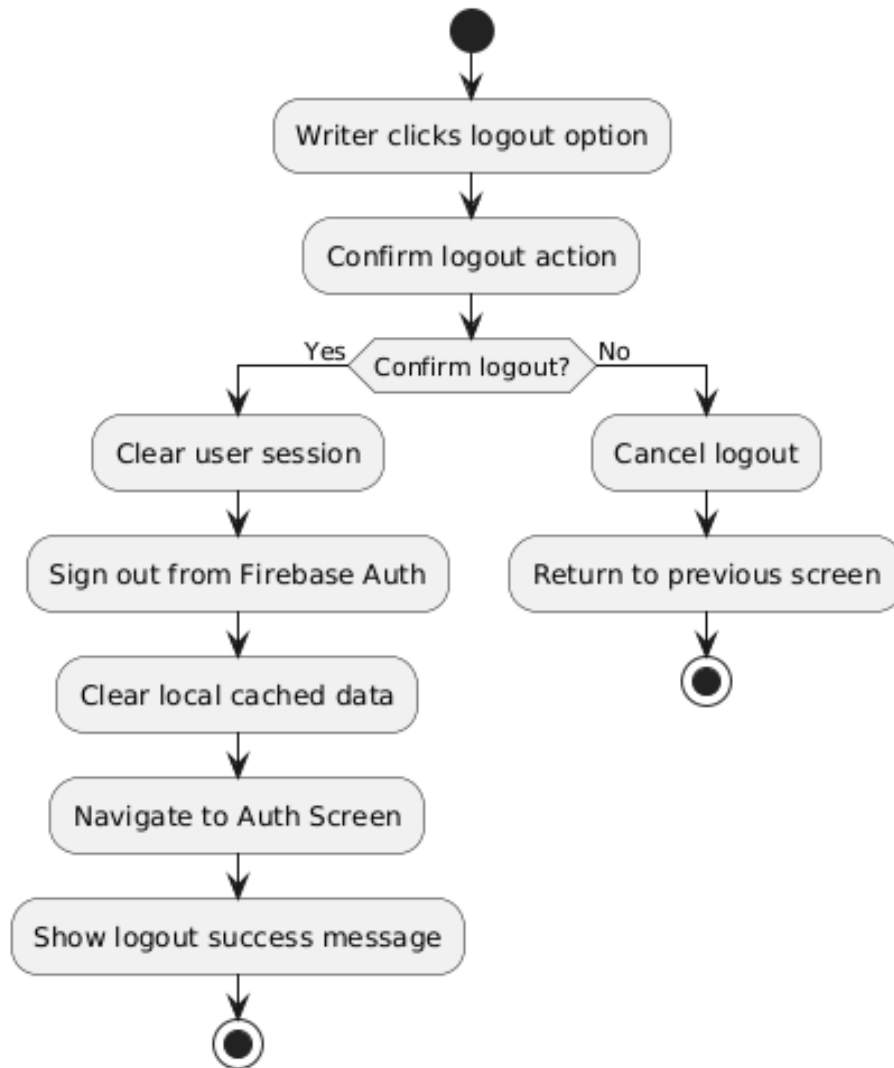 Writer clicks logout option
Confirm logout action
Yes
Confirm logout?
No
Clear user session
Cancel logout
Sign out from Firebase Auth
Return to previous screen
Clear local cached data
Navigate to Auth Screen
Show logout success message